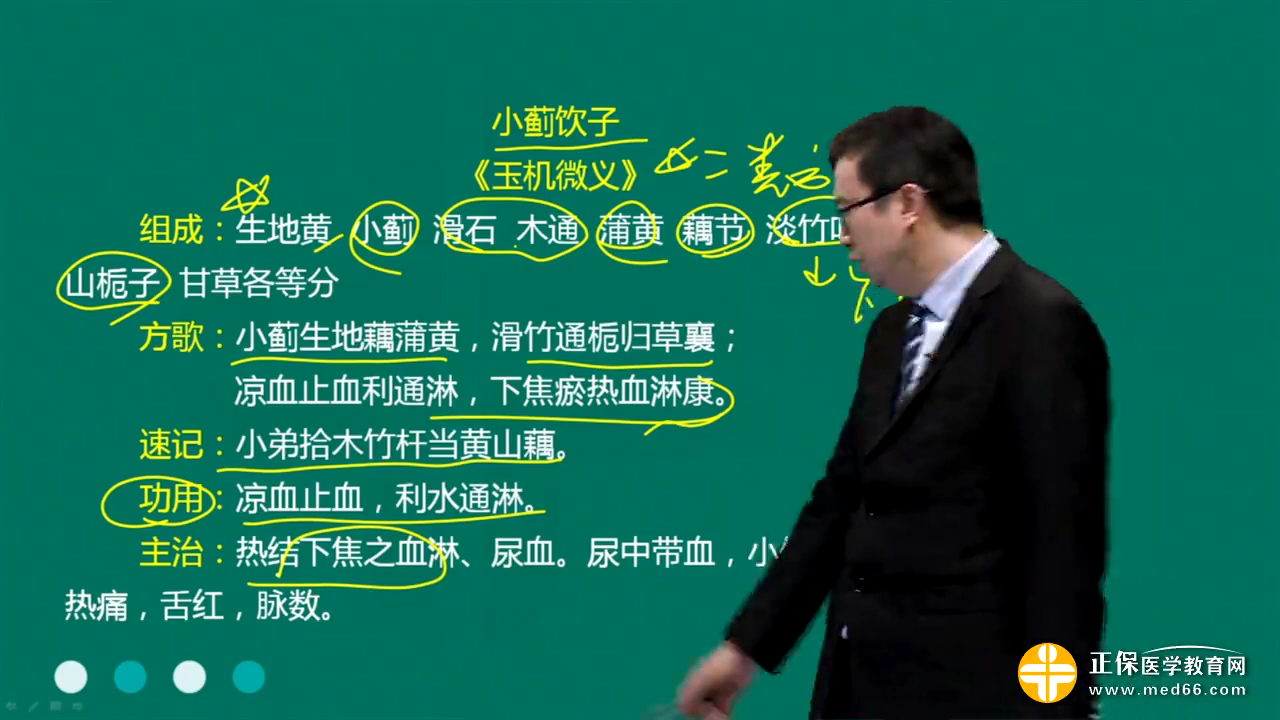 小蓟饮子
《玉机微义》
组成：生地黄 小蓟 滑石 木通 蒲黄 藕节 淡竹
山栀子 甘草各等分
方歌：小蓟生地藕蒲黄，滑竹通栀归草襄；
凉血止血利通淋，下焦瘀热血淋康。
速记：小弟拾木竹杆当黄山藕。
功用：凉血止血，利水通淋。
主治：热结下焦之血淋、尿血。尿中带血，小
热痛，舌红，脉数。
正保医学教育网
www.med66.com